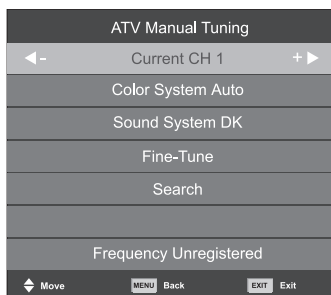 ATV Manual Tuning
- Current CH 1 +
Color System Auto
Sound System DK
Fine-Tune
Search
Frequency Unregistered
Move MENU Back EXIT Exit